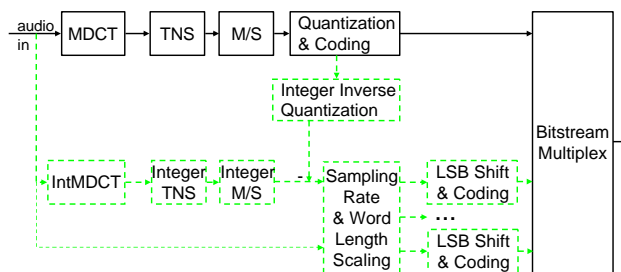 audio
in
MDCT
TNS
M/S
Quantization
& Coding
Integer Inverse
Quantization
Bitstream
Multiplex
IntMDCT
Integer
TNS
Integer
M/S
-
Sampling
Rate
& Word
Length
Scaling
LSB Shift
& Coding
...
LSB Shift
& Coding